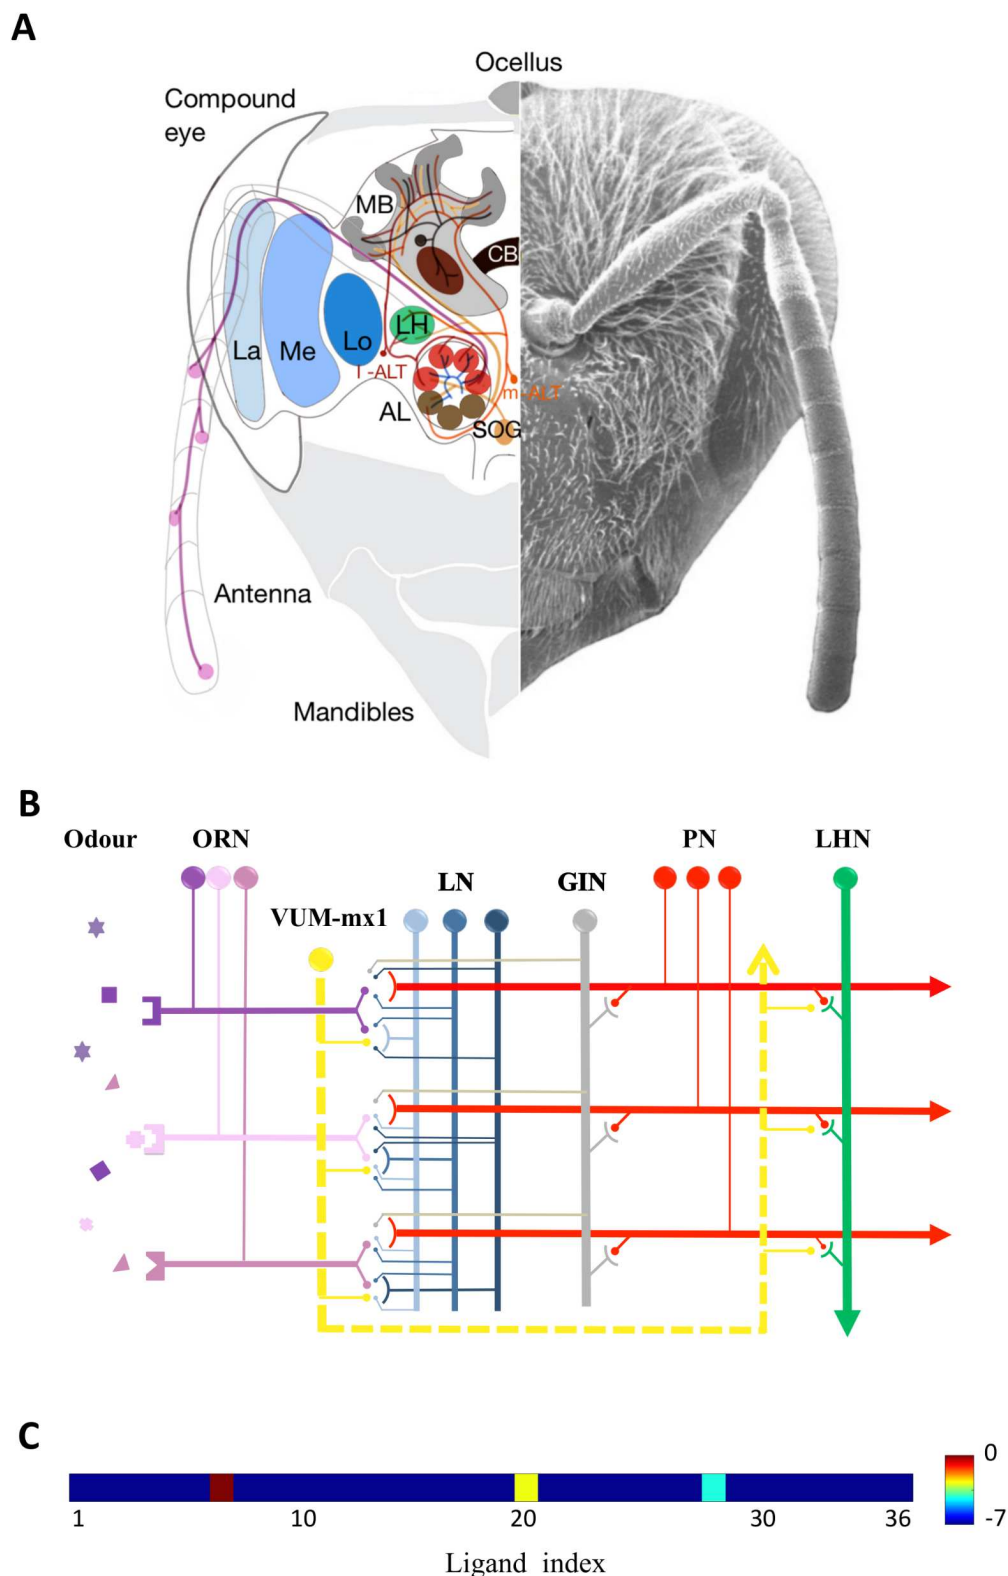 A
Ocellus
Compound
eye
MB
CB
La
Me
Lo
LH
l-ALT
m-ALT
AL
SOG
Antenna
Mandibles
B
Odour
ORN
PN
LHN
LN
GIN
VUM-mx1
C
0
-7
1
10
20
30
36
Ligand index